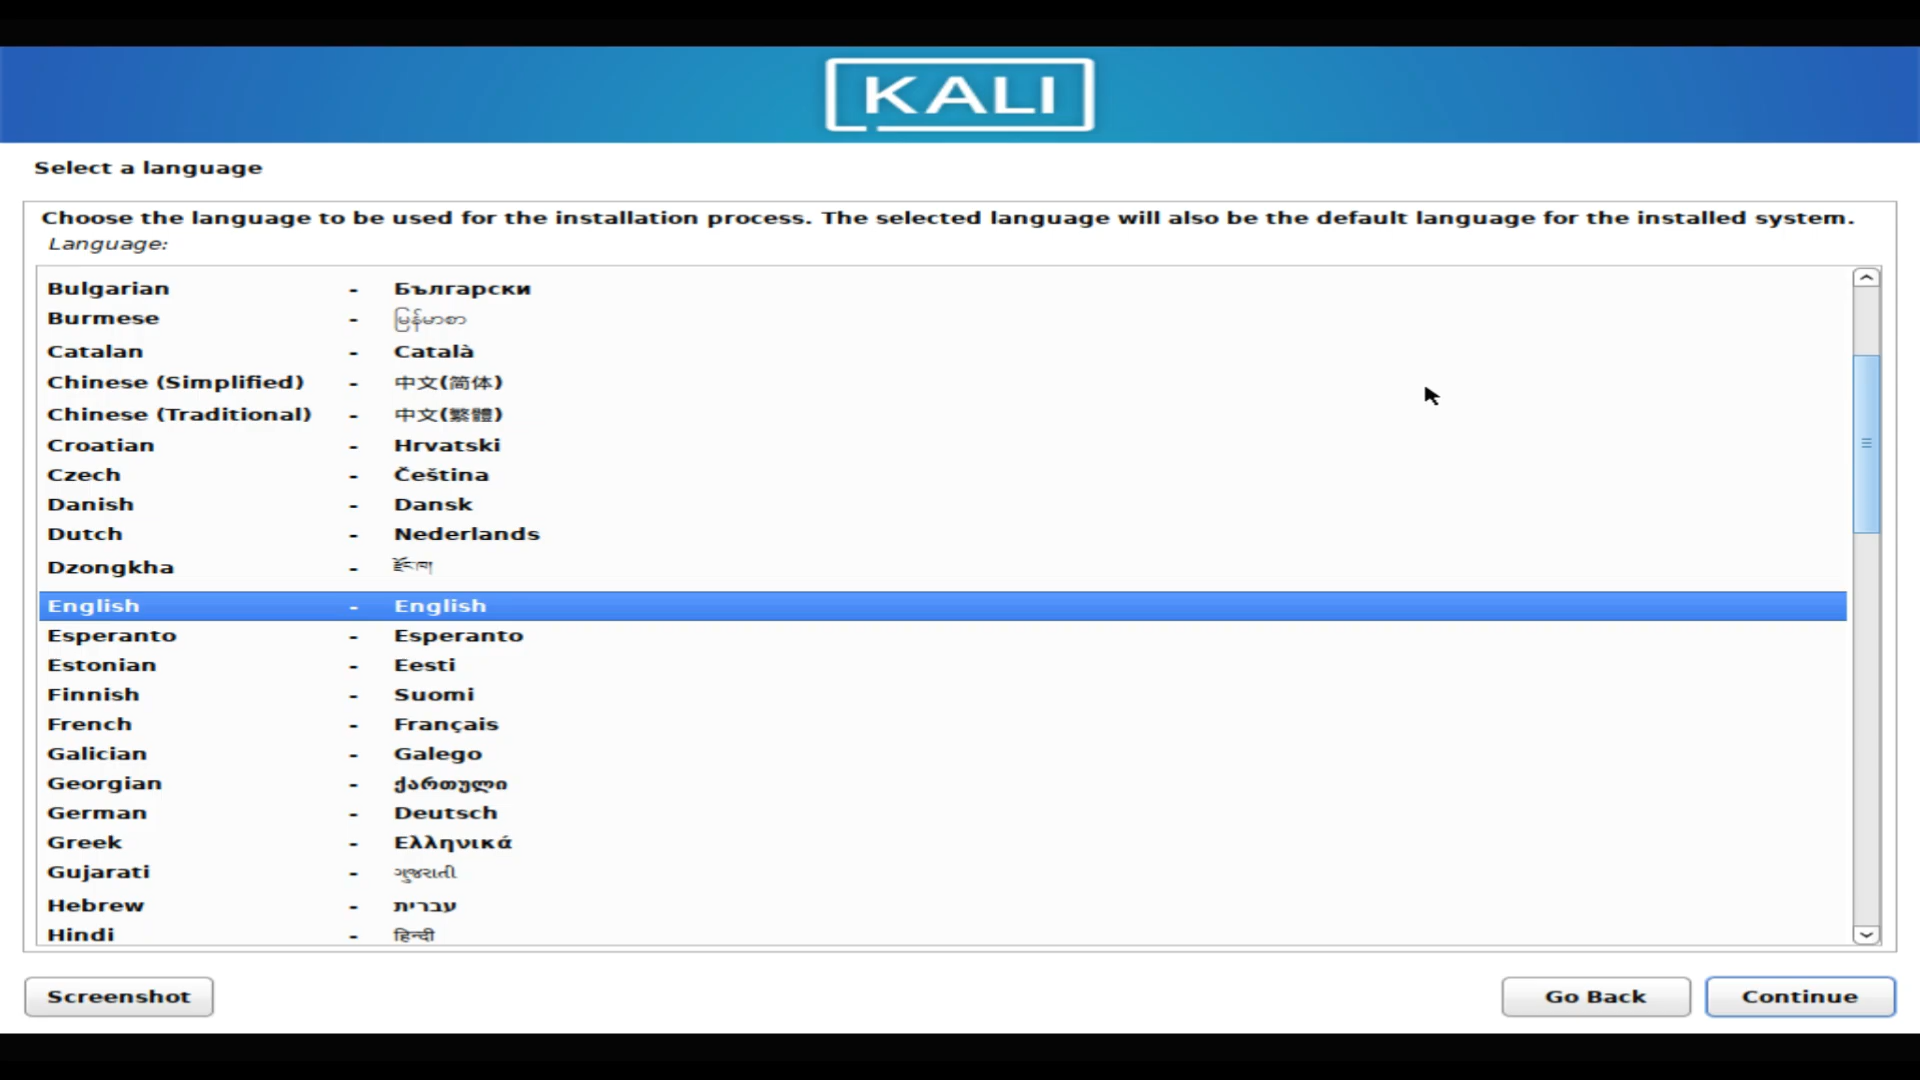 KALI
Select a language
Choose the language to be used for the installation process. The selected language will also be the default language for the installed system.
Language:
Bulgarian - Български
Burmese - မြန်မာစာ
Catalan - Català
Chinese (Simplified) - 中文(简体)
Chinese (Traditional) - 中文(繁體)
Croatian - Hrvatski
Czech - Čeština
Danish - Dansk
Dutch - Nederlands
Dzongkha - རྫོང་ཁ།
English - English
Esperanto - Esperanto
Estonian - Eesti
Finnish - Suomi
French - Français
Galician - Galego
Georgian - ქართული
German - Deutsch
Greek - Ελληνικά
Gujarati - ગુજરાતી
Hebrew - עברית
Hindi - हिन्दी
Screenshot Go Back Continue